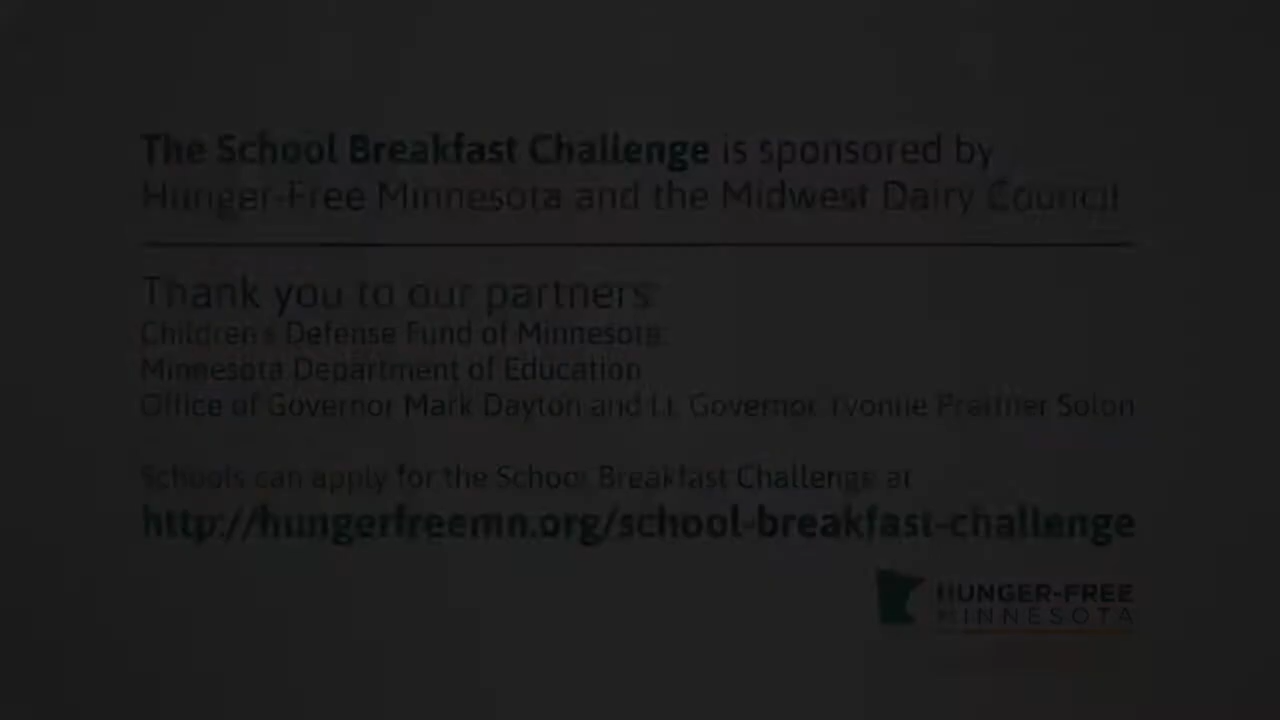 The School Breakfast Challenge is sponsored by
Hunger-Free Minnesota and the Midwest Dairy Council
Thank you to our partners:
Children's Defense Fund of Minnesota
Minnesota Department of Education
Office of Governor Mark Dayton and Lt. Governor Yvonne Prettner Solon
Schools can apply for the School Breakfast Challenge at
http://hungerfreemn.org/school-breakfast-challenge
HUNGER-FREE
MINNESOTA